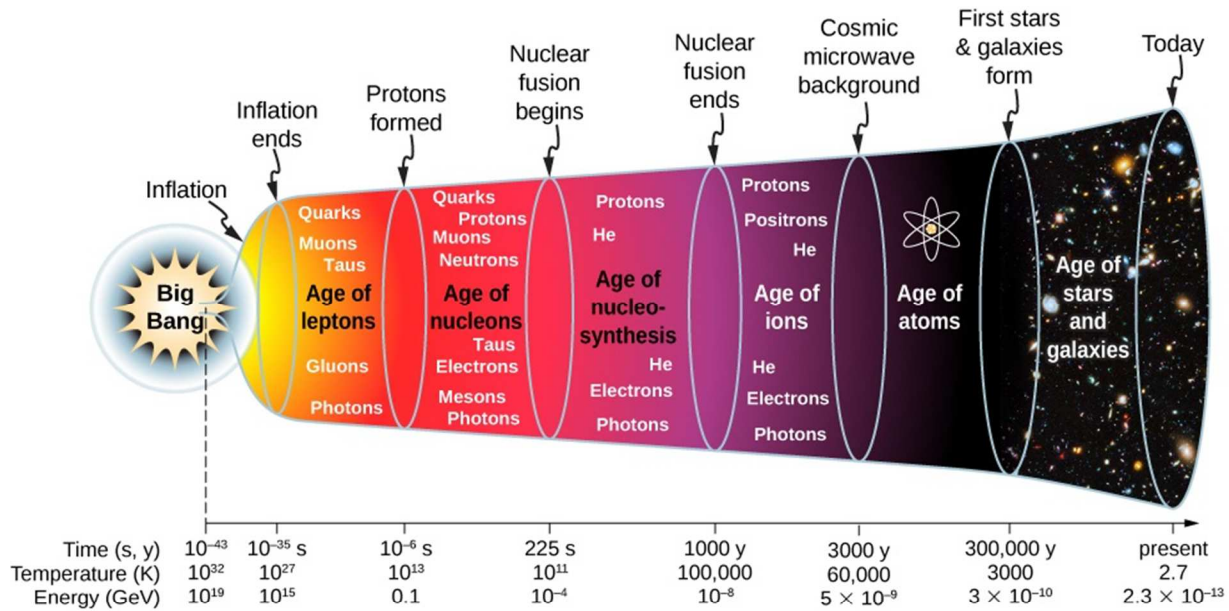 Inflation
Inflation
ends
Protons
formed
Nuclear
fusion
begins
Nuclear
fusion
ends
Cosmic
microwave
background
First stars
& galaxies
form
Today
Big
Bang
Quarks
Muons
Taus
Age of
leptons
Gluons
Photons
Quarks
Protons
Muons
Neutrons
Age of
nucleons
Taus
Electrons
Mesons
Photons
Protons
He
Age of
nucleo-
synthesis
He
Electrons
Photons
Protons
Positrons
He
Age of
ions
He
Electrons
Photons
Age of
atoms
Age of
stars
and
galaxies
Time (s, y) 10⁻⁴³ 10⁻³⁵ s 10⁻⁶ s 225 s 1000 y 3000 y 300,000 y present
Temperature (K) 10³² 10²⁷ 10¹³ 10¹¹ 100,000 60,000 3000 2.7
Energy (GeV) 10¹⁹ 10¹⁵ 0.1 10⁻⁴ 10⁻⁸ 5 × 10⁻⁹ 3 × 10⁻¹⁰ 2.3 × 10⁻¹³